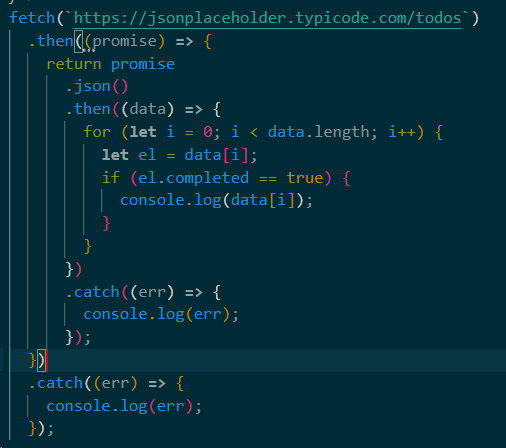 fetch(`https://jsonplaceholder.typicode.com/todos`)
  .then((promise) => {
    return promise
      .json()
      .then((data) => {
        for (let i = 0; i < data.length; i++) {
          let el = data[i];
          if (el.completed == true) {
            console.log(data[i]);
          }
        }
      })
      .catch((err) => {
        console.log(err);
      });
  })
  .catch((err) => {
    console.log(err);
  });